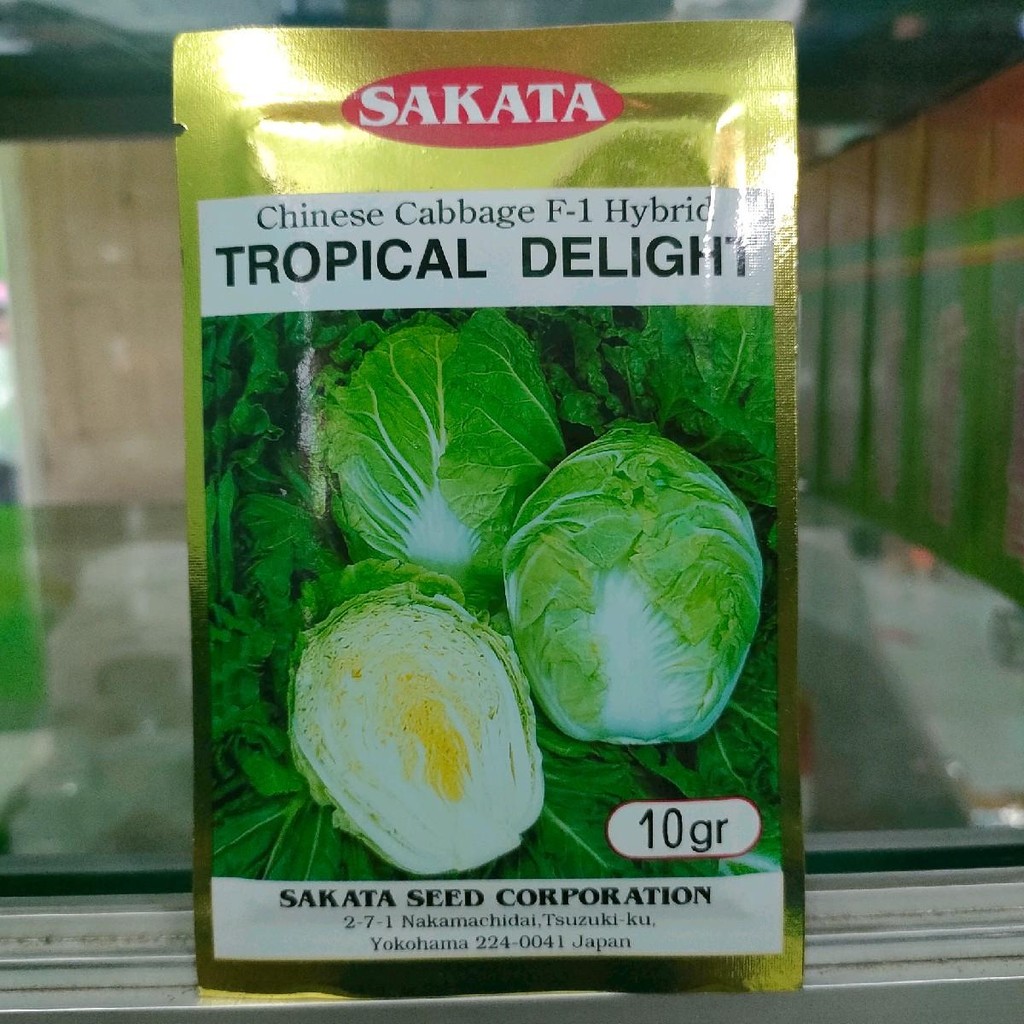 SAKATA
Chinese Cabbage F-1 Hybrid
TROPICAL DELIGHT
10gr
SAKATA SEED CORPORATION
2-7-1 Nakamachidai,Tsuzuki-ku,
Yokohama 224-0041 Japan